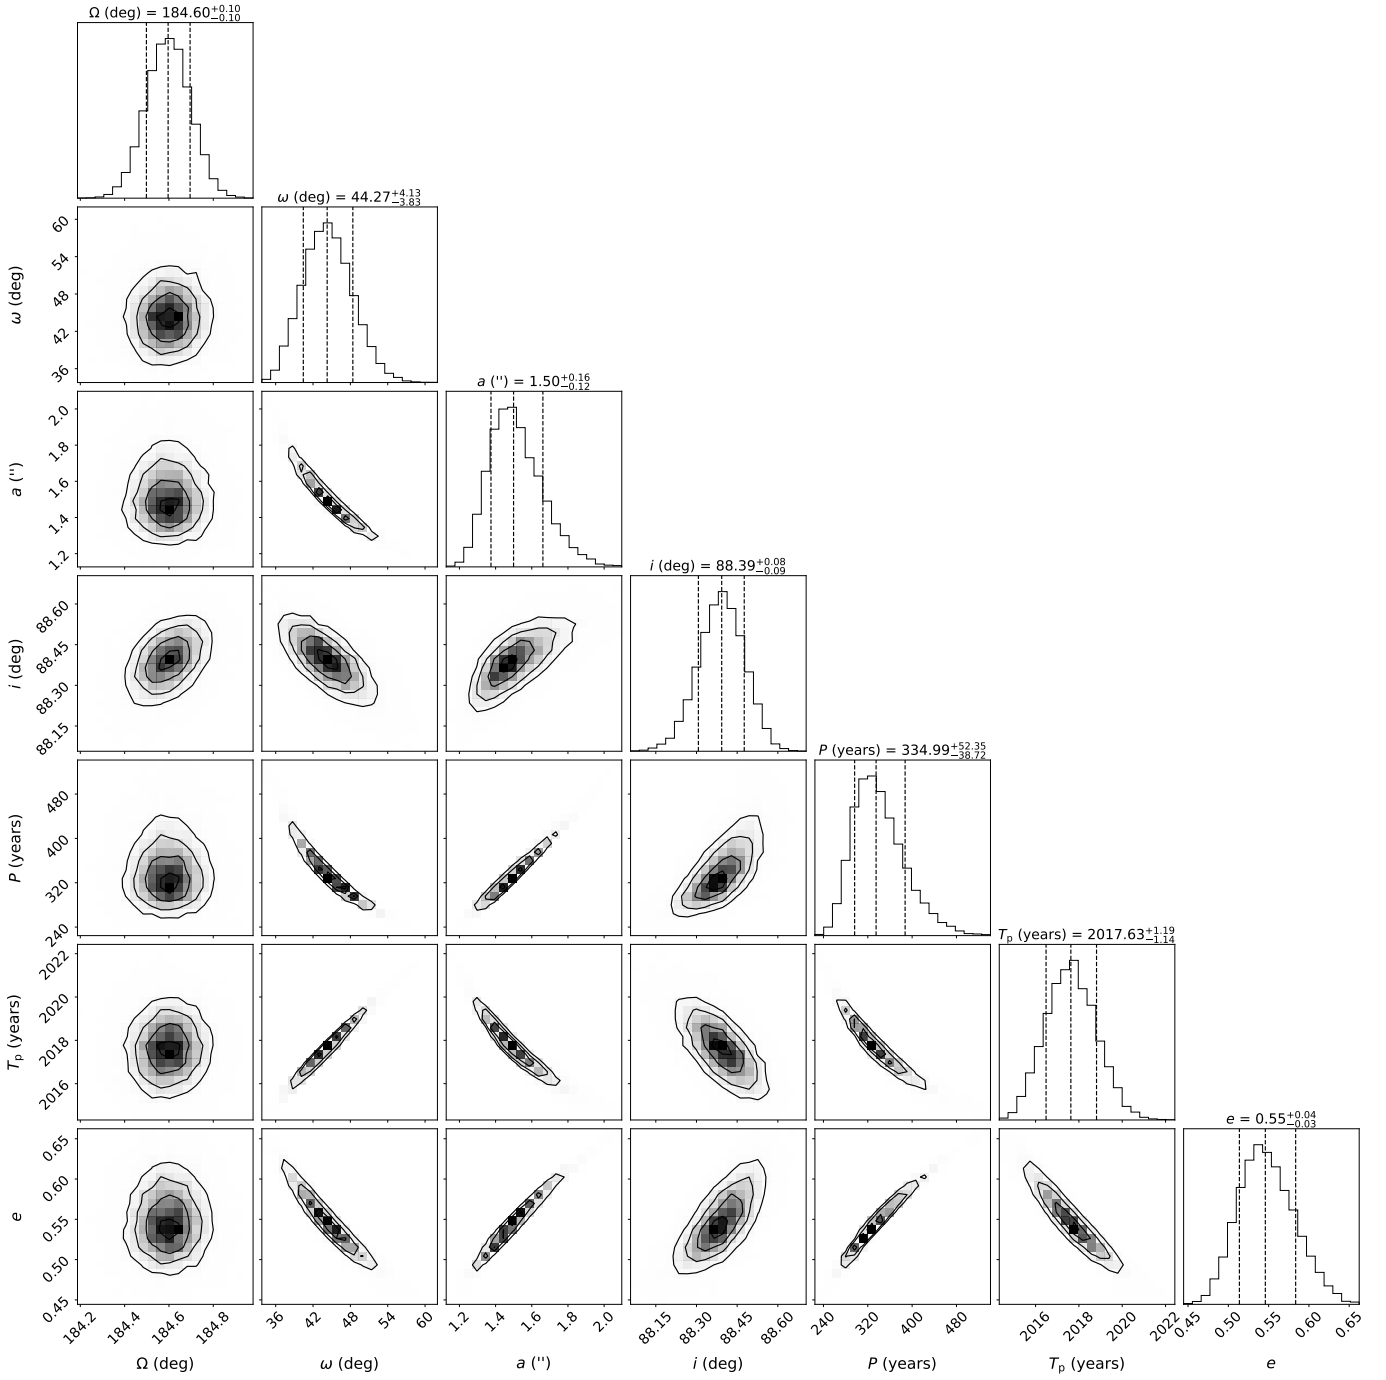 Ω (deg) = 184.60+0.10−0.10
ω (deg) = 44.27+4.13−3.83
60
54
48
42
36
ω (deg)
a ('') = 1.50+0.16−0.12
2.0
1.8
1.6
1.4
1.2
a ('')
i (deg) = 88.39+0.08−0.09
88.60
88.45
88.30
88.15
i (deg)
P (years) = 334.99+52.35−38.72
480
400
320
240
P (years)
Tp (years) = 2017.63+1.19−1.14
2022
2020
2018
2016
Tp (years)
e = 0.55+0.04−0.03
0.65
0.60
0.55
0.50
0.45
e
184.2 184.4 184.6 184.8
36 42 48 54 60
1.2 1.4 1.6 1.8 2.0
88.15 88.30 88.45 88.60
240 320 400 480
2016 2018 2020 2022
0.45 0.50 0.55 0.60 0.65
Ω (deg)
ω (deg)
a ('')
i (deg)
P (years)
Tp (years)
e